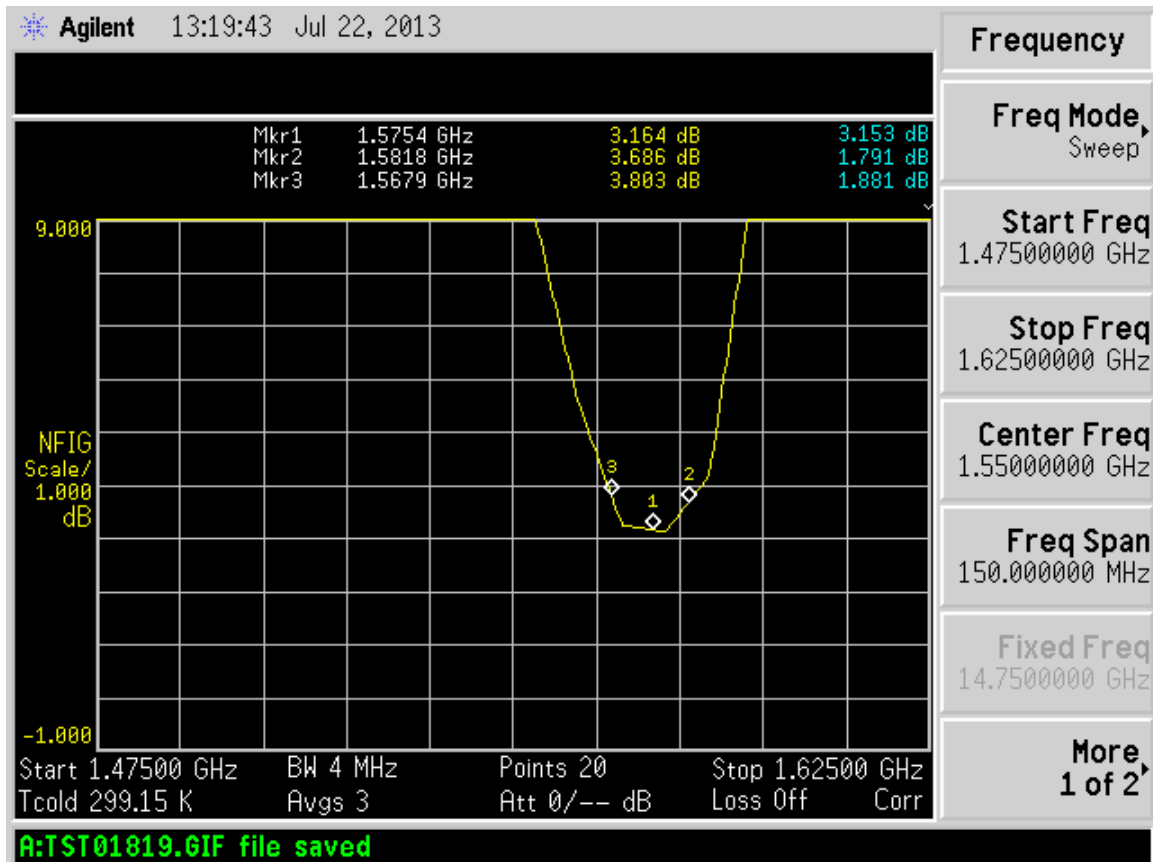 Agilent 13:19:43 Jul 22, 2013
Mkr1 1.5754 GHz 3.164 dB 3.153 dB
Mkr2 1.5818 GHz 3.686 dB 1.791 dB
Mkr3 1.5679 GHz 3.803 dB 1.881 dB
9.000
NFIG
Scale/
1.000
dB
-1.000
3
2
1
Start 1.47500 GHz BW 4 MHz Points 20 Stop 1.62500 GHz
Tcold 299.15 K Avgs 3 Att 0/-- dB Loss Off Corr
A:TST01819.GIF file saved
Frequency
Freq Mode
Sweep
Start Freq
1.47500000 GHz
Stop Freq
1.62500000 GHz
Center Freq
1.55000000 GHz
Freq Span
150.000000 MHz
Fixed Freq
14.7500000 GHz
More
1 of 2